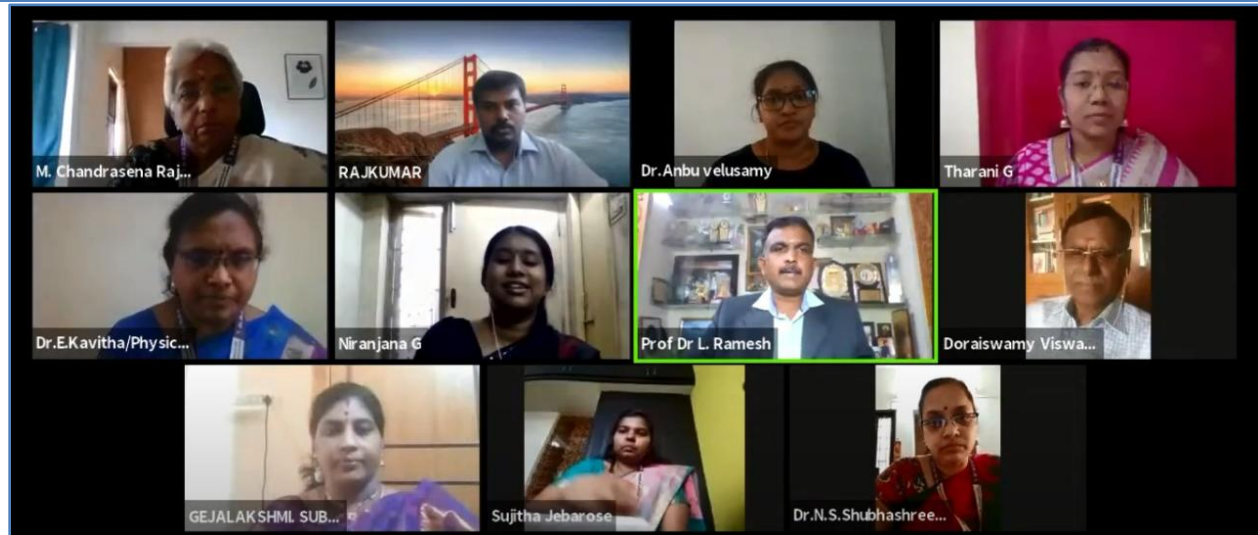 M. Chandrasena Raj...
RAJKUMAR
Dr.Anbu velusamy
Tharani G
Dr.E.Kavitha/Physic...
Niranjana G
Prof Dr L. Ramesh
Doraiswamy Viswa...
GEJALAKSHMI. SUB...
Sujitha Jebarose
Dr.N.S.Shubhashree...